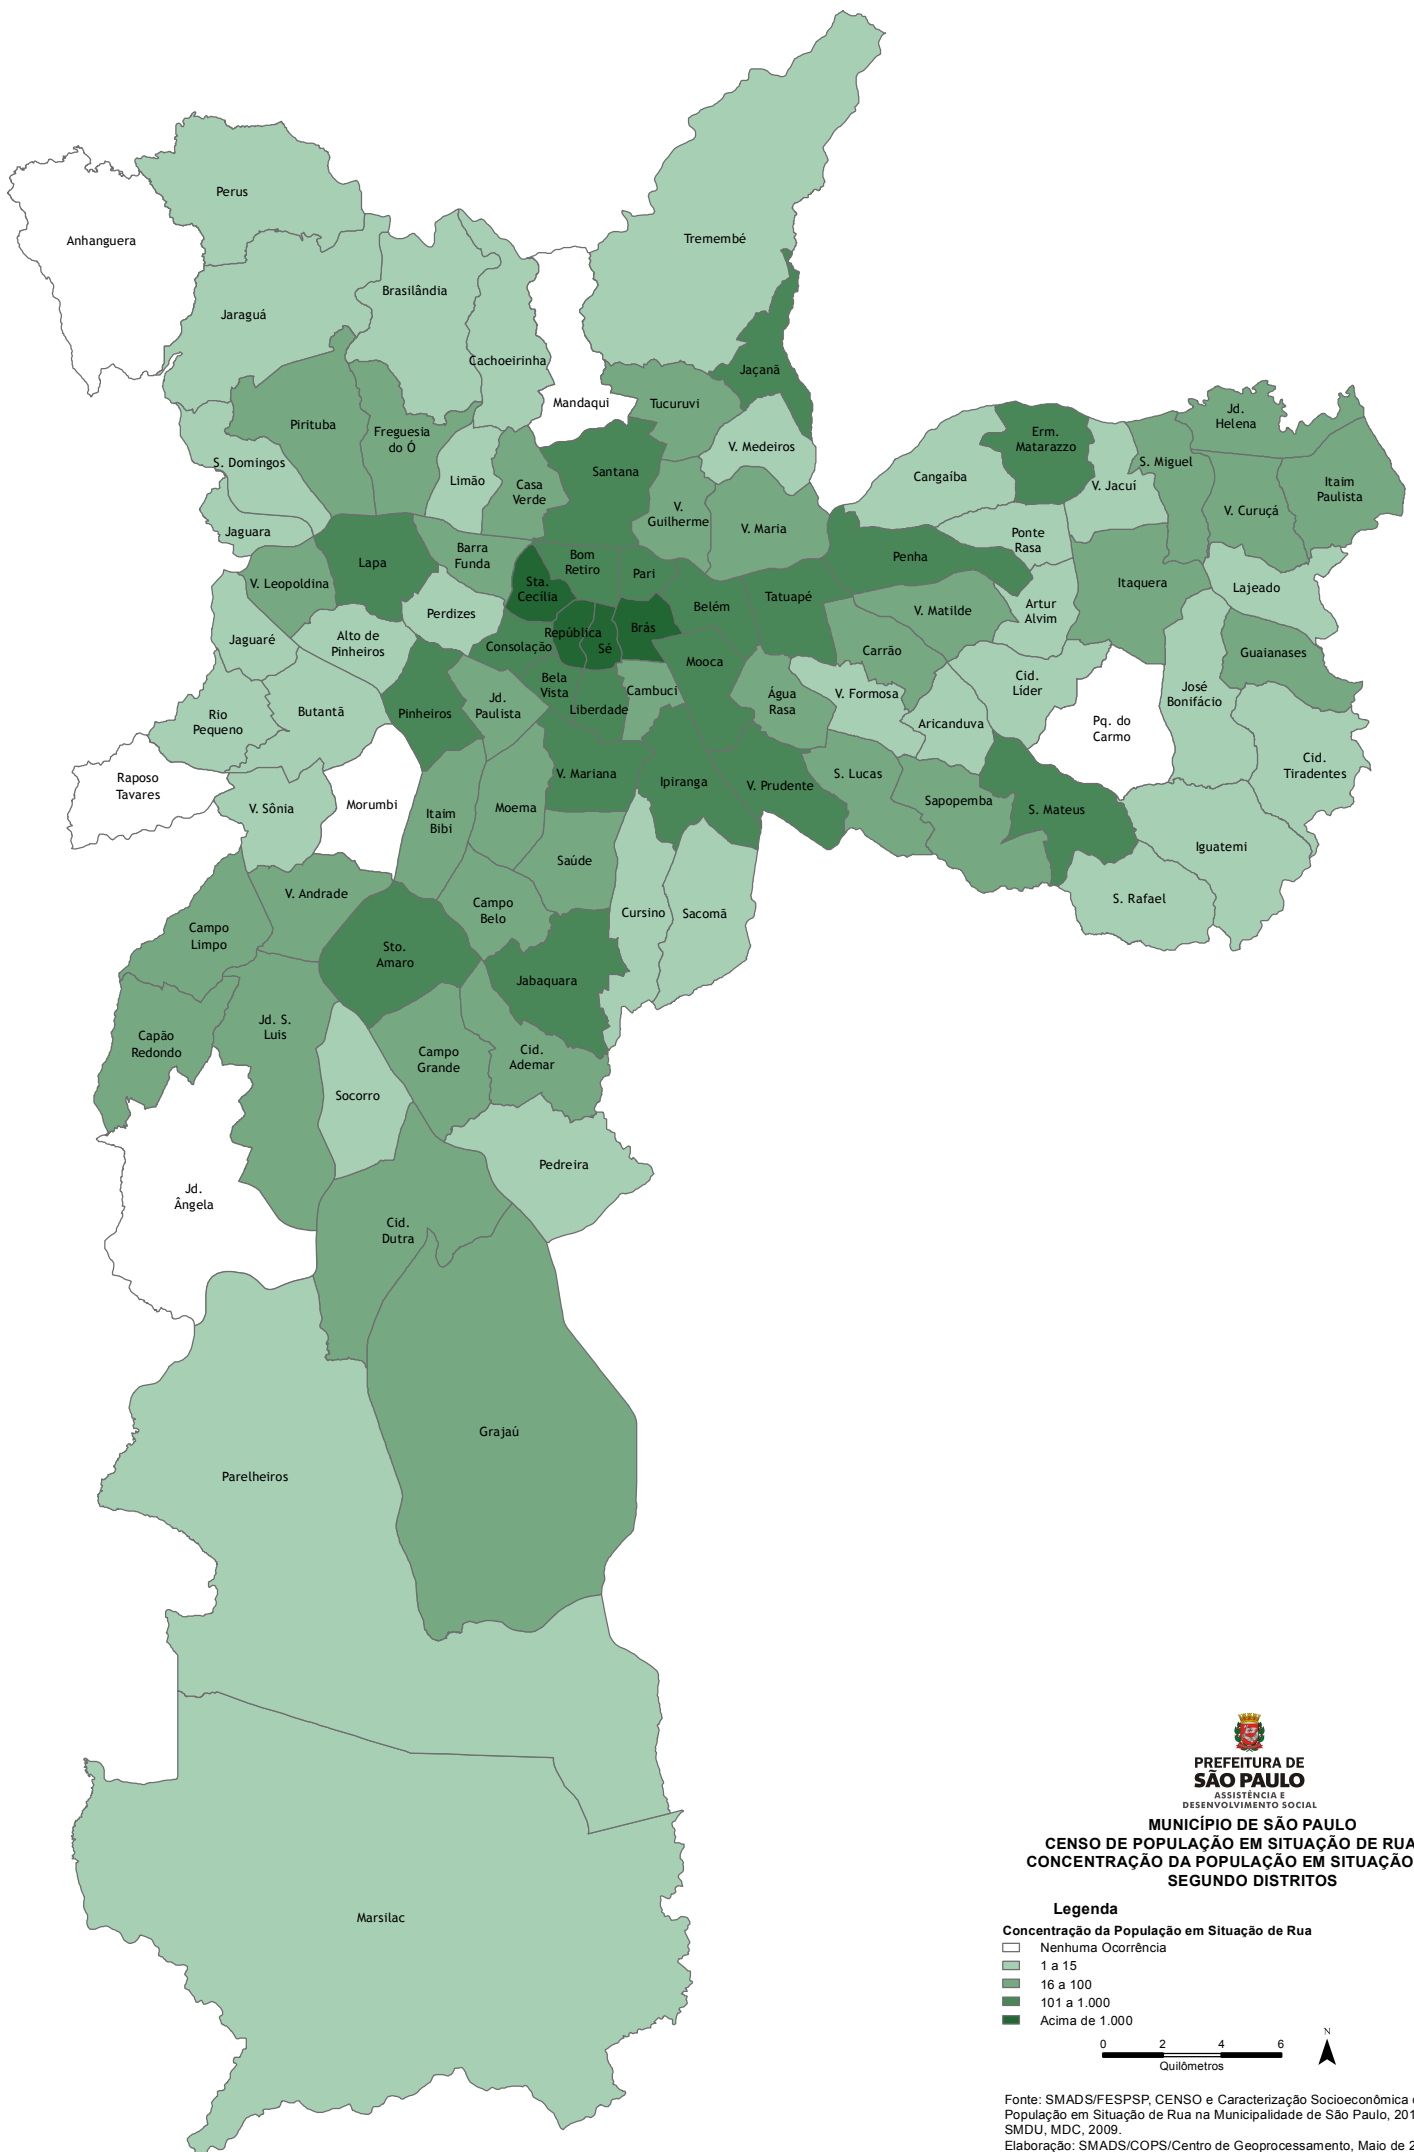 Perus
Anhanguera
Tremembé
Brasilândia
Jaraguá
Cachoeirinha
Jaçanã
Mandaqui
Tucuruvi
Pirituba
Freguesia
do Ó
Jd.
Helena
Erm.
Matarazzo
V. Medeiros
S. Domingos
Limão
Casa
Verde
Santana
Cangaíba
S. Miguel
V. Jacuí
Itaim
Paulista
V.
Guilherme
V. Maria
V. Curuçá
Jaguara
Ponte
Rasa
Barra
Funda
Bom
Retiro
Lapa
Penha
V. Leopoldina
Sta.
Cecília
Pari
Itaquera
Lajeado
Perdizes
Belém
Tatuapé
V. Matilde
Artur
Alvim
Jaguaré
Alto de
Pinheiros
República
Brás
Consolação
Sé
Mooca
Carrão
Guaianases
Bela
Vista
Cambuci
Cid.
Líder
José
Bonifácio
Rio
Pequeno
Butantã
Pinheiros
Jd.
Paulista
Liberdade
Água
Rasa
V. Formosa
Aricanduva
Pq. do
Carmo
Raposo
Tavares
V. Sônia
Morumbi
Itaim
Bibi
Moema
V. Mariana
Ipiranga
V. Prudente
S. Lucas
Sapopemba
S. Mateus
Cid.
Tiradentes
Iguatemi
Saúde
V. Andrade
Campo
Belo
Cursino
Sacomã
S. Rafael
Campo
Limpo
Sto.
Amaro
Jabaquara
Capão
Redondo
Jd. S.
Luis
Campo
Grande
Cid.
Ademar
Socorro
Pedreira
Jd.
Ângela
Cid.
Dutra
Grajaú
Parelheiros
Marsilac
PREFEITURA DE
SÃO PAULO
ASSISTÊNCIA E
DESENVOLVIMENTO SOCIAL
MUNICÍPIO DE SÃO PAULO
CENSO DE POPULAÇÃO EM SITUAÇÃO DE RUA
CONCENTRAÇÃO DA POPULAÇÃO EM SITUAÇÃO
SEGUNDO DISTRITOS
Legenda
Concentração da População em Situação de Rua
Nenhuma Ocorrência
1 a 15
16 a 100
101 a 1.000
Acima de 1.000
0 2 4 6
Quilômetros
N
Fonte: SMADS/FESPSP, CENSO e Caracterização Socioeconômica
População em Situação de Rua na Municipalidade de São Paulo, 201
SMDU, MDC, 2009.
Elaboração: SMADS/COPS/Centro de Geoprocessamento, Maio de 2